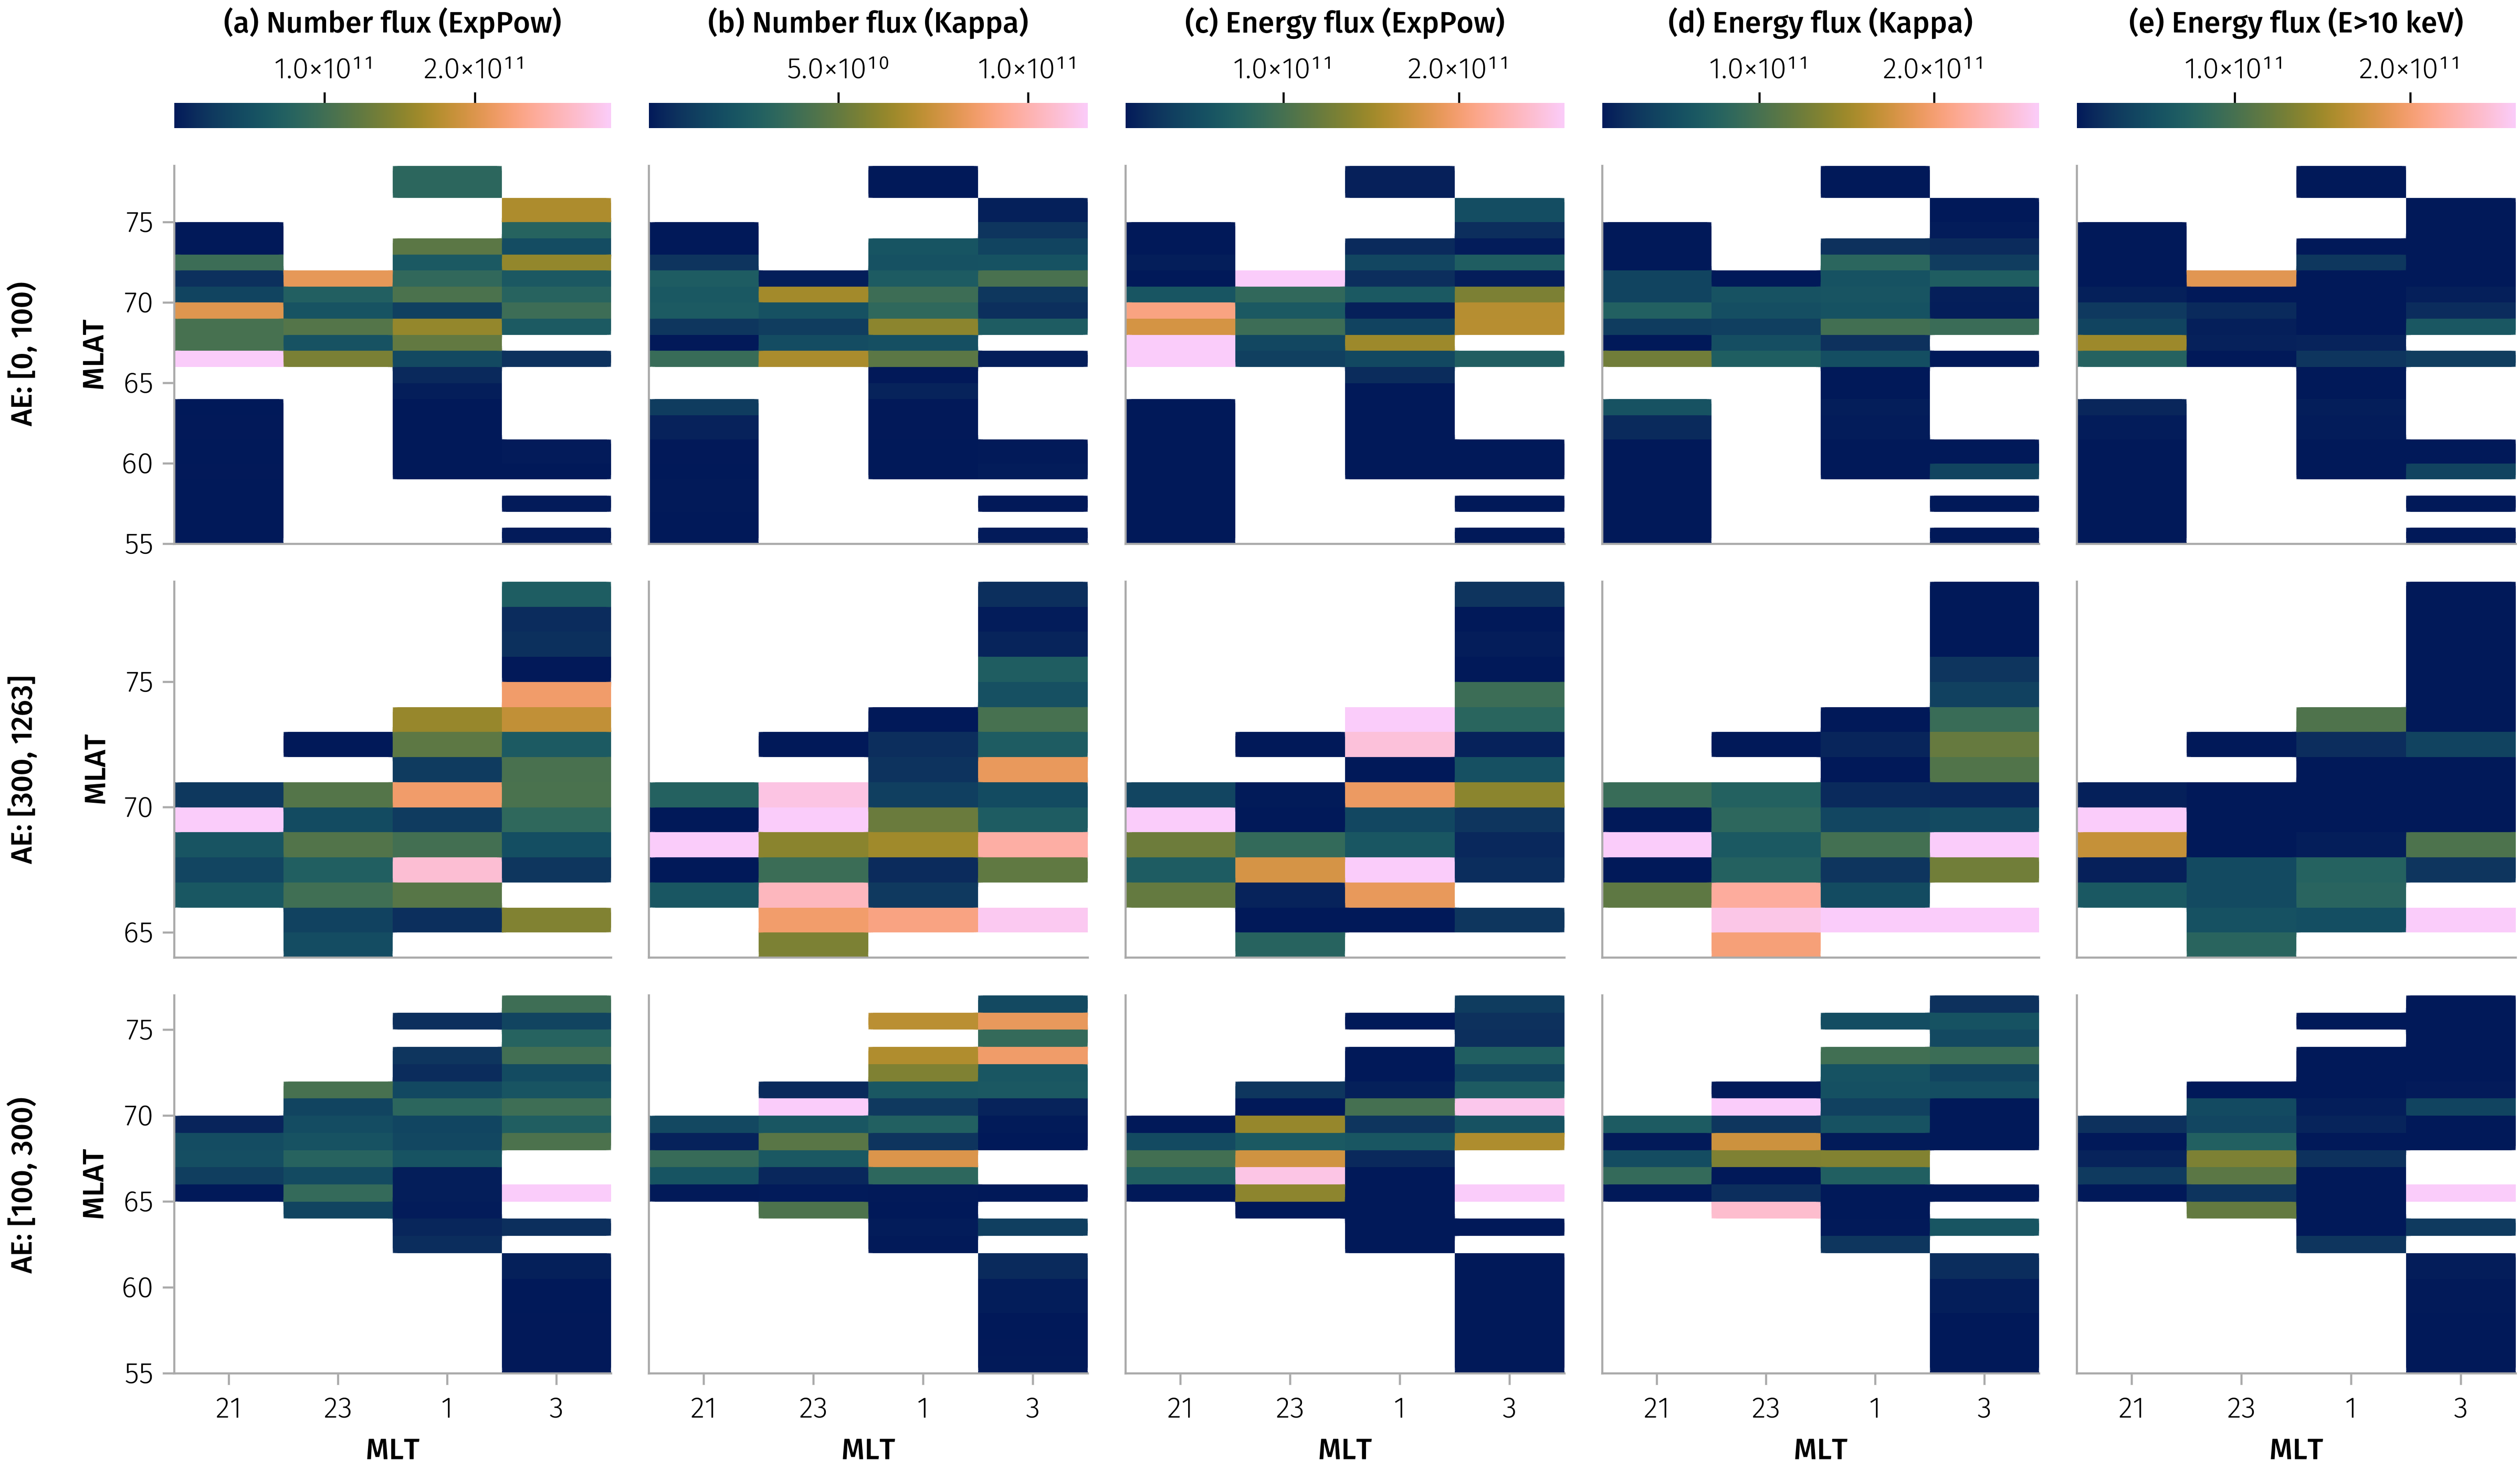 (a) Number flux (ExpPow) (b) Number flux (Kappa) (c) Energy flux (ExpPow) (d) Energy flux (Kappa) (e) Energy flux (E>10 keV)
1.0×10¹¹ 2.0×10¹¹ 5.0×10¹⁰ 1.0×10¹¹ 1.0×10¹¹ 2.0×10¹¹ 1.0×10¹¹ 2.0×10¹¹ 1.0×10¹¹ 2.0×10¹¹
AE: [0, 100)
MLAT
75
70
65
60
55
AE: [300, 1263]
MLAT
75
70
65
AE: [100, 300)
MLAT
75
70
65
60
55
21 23 1 3 21 23 1 3 21 23 1 3 21 23 1 3 21 23 1 3
MLT MLT MLT MLT MLT